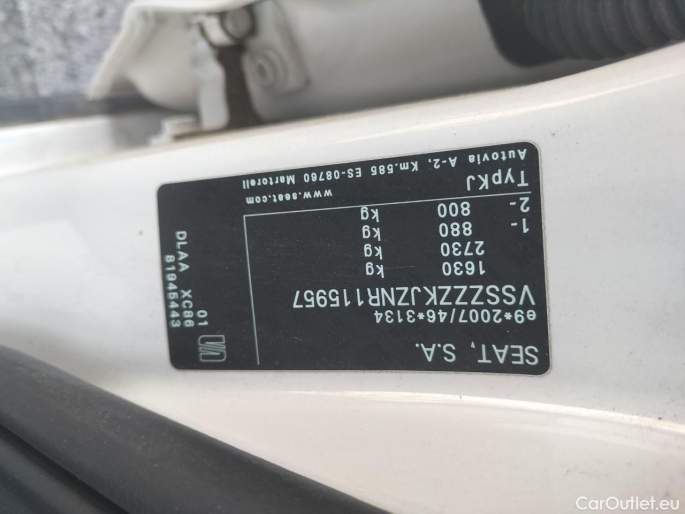 SEAT, S.A.
e9*2007/46*3134
VSSZZZKJZNR115957
1630 kg
2730 kg
1- 880 kg
2- 800 kg
TypKJ
www.seat.com
Autovia A-2, Km.585 ES-08760 Martorell
01
DLAA XC86
81945443
CarOutlet.eu